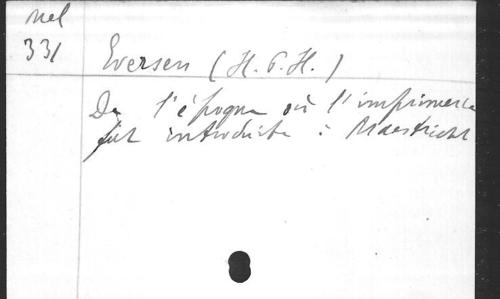 Mel
331
Eversen (H. P. H.)
De l'époque où l'imprimerie
fut introduite à Maestricht